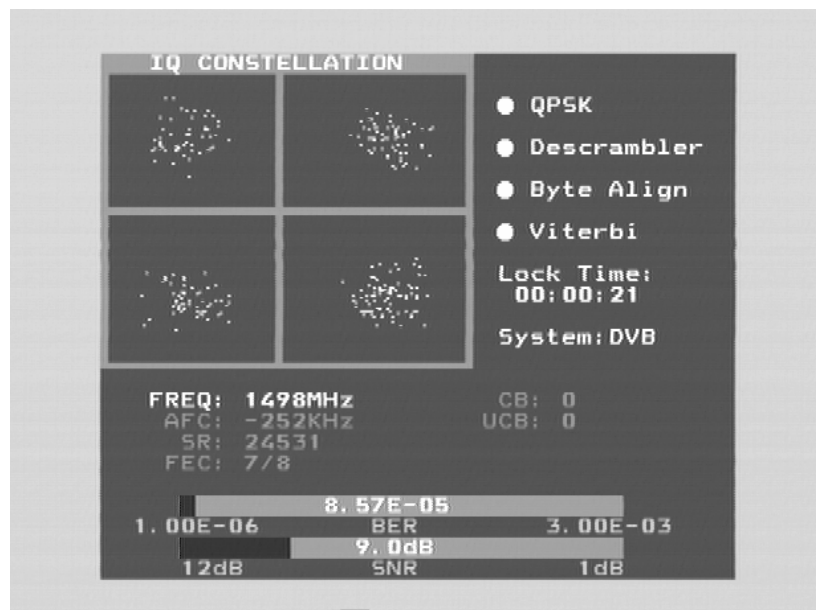 IQ CONSTELLATION
QPSK
Descrambler
Byte Align
Viterbi
Lock Time:
00:00:21
System:DVB
FREQ: 1498MHz
CB: 0
AFC: -252KHz
UCB: 0
SR: 24531
FEC: 7/8
8.57E-05
1.00E-06 BER 3.00E-03
9.0dB
12dB SNR 1dB